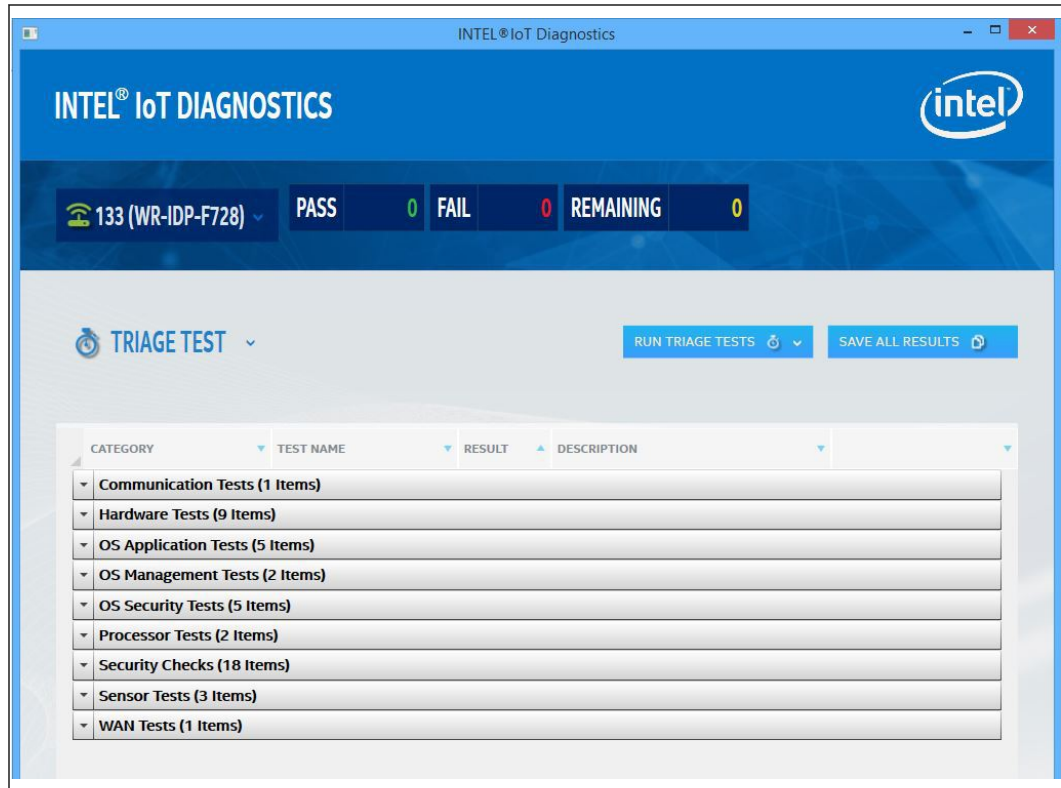 INTEL® IoT Diagnostics
INTEL® IoT DIAGNOSTICS
intel
133 (WR-IDP-F728) PASS 0 FAIL 0 REMAINING 0
TRIAGE TEST RUN TRIAGE TESTS SAVE ALL RESULTS
CATEGORY TEST NAME RESULT DESCRIPTION
Communication Tests (1 Items)
Hardware Tests (9 Items)
OS Application Tests (5 Items)
OS Management Tests (2 Items)
OS Security Tests (5 Items)
Processor Tests (2 Items)
Security Checks (18 Items)
Sensor Tests (3 Items)
WAN Tests (1 Items)